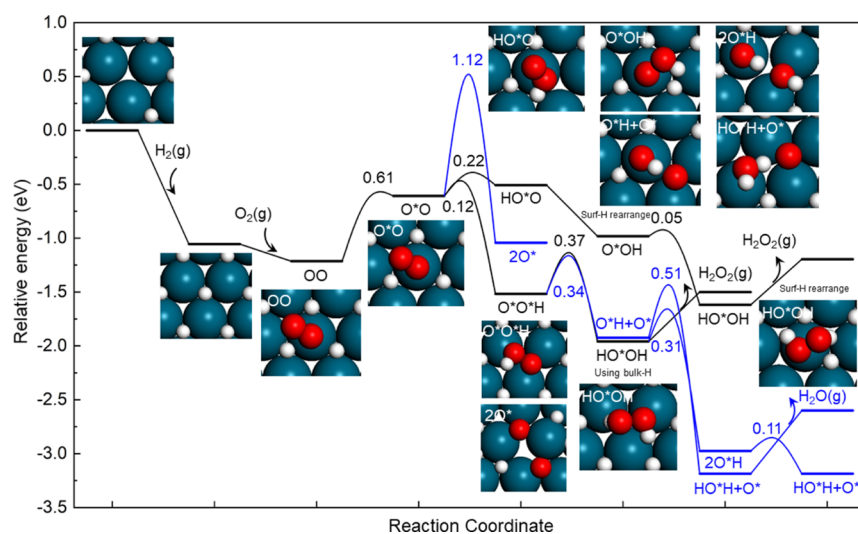 1.0
0.5
0.0
-0.5
-1.0
-1.5
-2.0
-2.5
-3.0
-3.5
Relative energy (eV)
Reaction Coordinate
H2(g)
O2(g)
OO
0.61
O*O
1.12
0.22
0.12
HO*O
2O*
O*O*H
Surf-H rearrange
0.37
0.34
O*OH
0.05
O*H+O*
HO*OH
Using bulk-H
0.51
0.31
H2O2(g)
H2O2(g)
HO*OH
Surf-H rearrange
2O*H
HO*H+O*
0.11
H2O(g)
HO*H+O*
OO
O*O
O*O*H
2O*
HO*OH
HO*O
O*OH
2O*H
O*H+O*
HO*H+O*
HO*OH